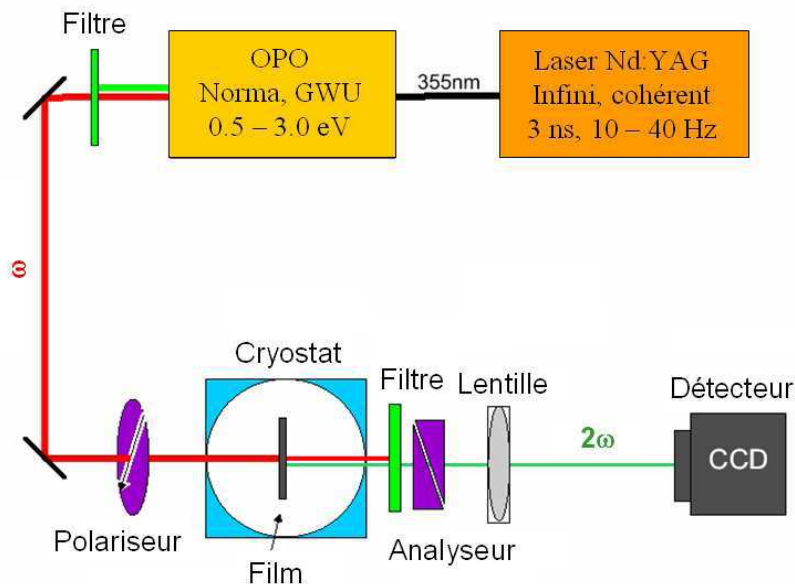 Filtre
OPO
Norma, GWU
0.5 – 3.0 eV
355nm
Laser Nd:YAG
Infini, cohérent
3 ns, 10 – 40 Hz
ω
Cryostat
Filtre
Lentille
Détecteur
2ω
CCD
Polariseur
Film
Analyseur